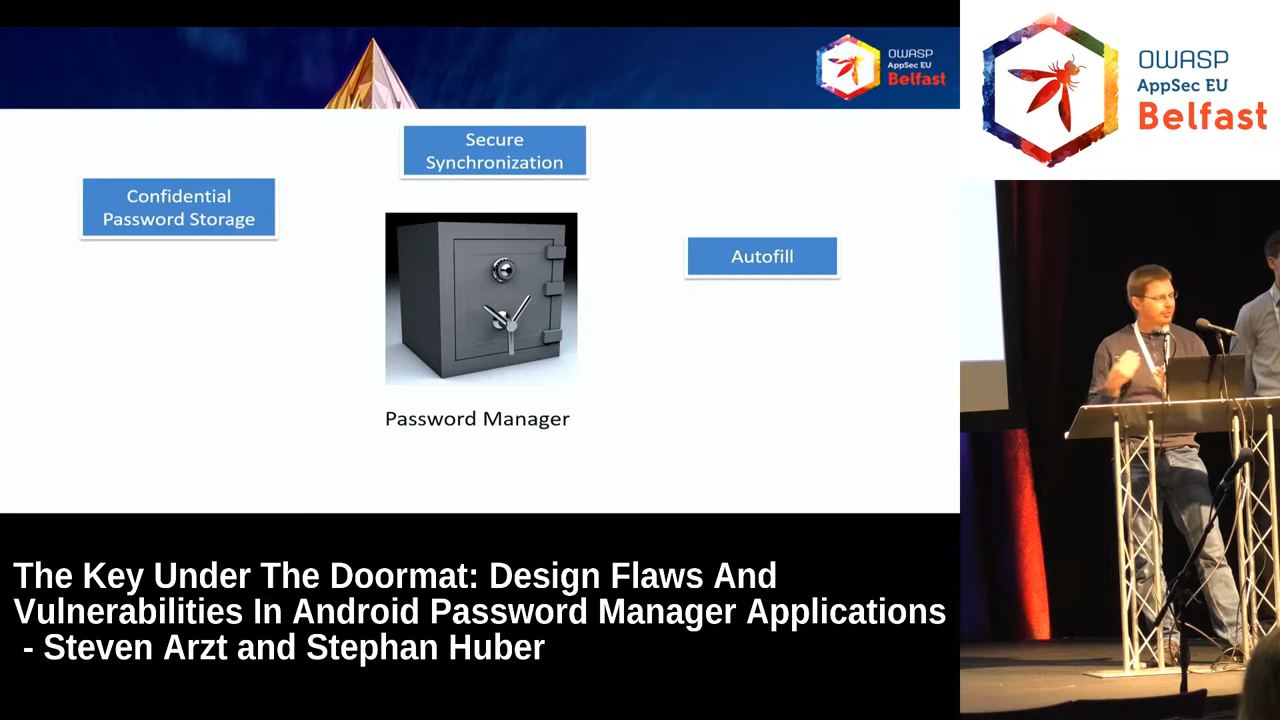 OWASP
AppSec EU
Belfast
OWASP
AppSec EU
Belfast
Secure
Synchronization
Confidential
Password Storage
Autofill
Password Manager
The Key Under The Doormat: Design Flaws And
Vulnerabilities In Android Password Manager Applications
- Steven Arzt and Stephan Huber